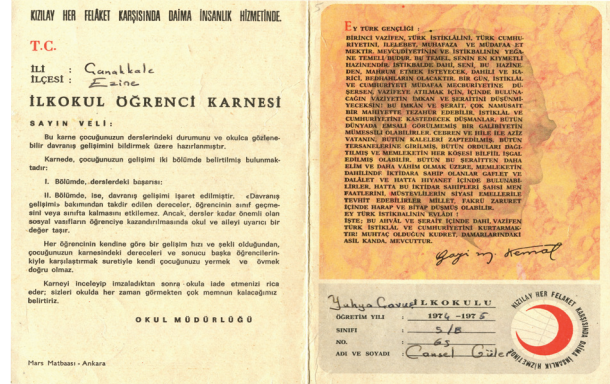 KIZILAY HER FELÂKET KARŞISINDA DAİMA İNSANLIK HİZMETİNDE.
T.C.
İLİ : Çanakkale
İLÇESİ : Ezine
İLKOKUL ÖĞRENCİ KARNESİ
SAYIN VELİ:
Bu karne çocuğunuzun derslerindeki durumunu ve okulca gözlene-
bilir davranış gelişimini bildirmek üzere hazırlanmıştır.
Karnede, çocuğunuzun gelişimi iki bölümde belirtilmiş bulunmak-
tadır:
I. Bölümde, derslerdeki başarısı:
II. Bölümde, ise, davranış gelişimi işaret edilmiştir. «Davranış
gelişimi» bakımından takdir edilen dereceler, öğrencinin sınıf geçme-
sini veya sınıfta kalmasını etkilemez. Ancak, dersler kadar önemli olan
sosyal vasıfların öğrenciye kazandırılmasında okul ve aileyi uyarıcı bir
değer taşır.
Her öğrencinin kendine göre bir gelişim hızı ve şekli olduğundan,
çocuğunuzun karnesindeki dereceleri ve sonucu başka öğrencilerin-
kiyle karşılaştırmak suretiyle kendi çocuğunuzu yermek ve övmek
doğru olmaz.
Karneyi inceleyip imzaladıktan sonra okula iade etmenizi rica
eder; sizleri okulda her zaman görmekten çok memnun kalacağımız
belirtiriz.
OKUL MÜDÜRLÜĞÜ
Mars Matbaası - Ankara
EY TÜRK GENÇLİĞİ :
BİRİNCİ VAZİFEN, TÜRK İSTİKLÂLİNİ, TÜRK CUMHU-
RİYETİNİ, İLELEBET, MUHAFAZA VE MÜDAFAA ET-
MEKTİR. MEVCUDİYETİNİN VE İSTİKBALİNİN YEGÂ-
NE TEMELİ BUDUR. BU TEMEL, SENİN EN KIYMETLİ
HAZİNENDİR. İSTİKBALDE DAHİ, SENİ, BU HAZİNE-
DEN, MAHRUM ETMEK İSTEYECEK, DAHİLÎ VE HA-
RİCÎ, BEDHAHLARIN OLACAKTIR. BİR GÜN, İSTİKLÂL
VE CUMHURİYETİ MÜDAFAA MECBURİYETİNE DÜ-
ŞERSEN, VAZİFEYE ATILMAK İÇİN, İÇİNDE BULUNA-
CAĞIN VAZİYETİN İMKÂN VE ŞERAİTİNİ DÜŞÜNMİ-
YECEKSİN! BU İMKÂN VE ŞERAİT, ÇOK NAMUSAİT
BİR MAHİYETTE TEZAHÜR EDEBİLİR. İSTİKLÂL VE
CUMHURİYETİNE KASTEDECEK DÜŞMANLAR, BÜTÜN
DÜNYADA EMSALİ GÖRÜLMEMİŞ BİR GALİBİYETİN
MÜMESSİLİ OLABİLİRLER. CEBREN VE HİLE İLE AZİZ
VATANIN, BÜTÜN KALELERİ ZAPTEDİLMİŞ, BÜTÜN
TERSANELERİNE GİRİLMİŞ, BÜTÜN ORDULARI DAĞI-
TILMIŞ VE MEMLEKETİN HER KÖŞESİ BİLFİİL İŞGAL
EDİLMİŞ OLABİLİR. BÜTÜN BU ŞERAİTTEN DAHA
ELİM VE DAHA VAHİM OLMAK ÜZERE, MEMLEKETİN
DAHİLİNDE İKTİDARA SAHİP OLANLAR GAFLET VE
DALÂLET VE HATTA HIYANET İÇİNDE BULUNABİ-
LİRLER, HATTA BU İKTİDAR SAHİPLERİ ŞAHSÎ MEN-
FAATLERİNİ, MÜSTEVLİLERİN SİYASÎ EMELLERİYLE
TEVHİT EDEBİLİRLER MİLLET, FAKRÜ ZARURET
İÇİNDE HARAP VE BİTAP DÜŞMÜŞ OLABİLİR.
EY TÜRK İSTİKBALİNİN EVLÂDI !
İŞTE; BU AHVÂL VE ŞERAİT İÇİNDE DAHİ, VAZİFEN
TÜRK İSTİKLÂL VE CUMHURİYETİNİ KURTARMAK-
TIR! MUHTAÇ OLDUĞUN KUDRET, DAMARLARINDAKİ
ASİL KANDA, MEVCUTTUR.
Gazi M. Kemal
Yahya Çavuş İLKOKULU
ÖĞRETİM YILI : 1974-1975
SINIFI : 5/B
NO. : 63
ADI VE SOYADI : Cansel Güler
KIZILAY HER FELÂKET KARŞISINDA DAİMA İNSANLIK HİZMETİNDE